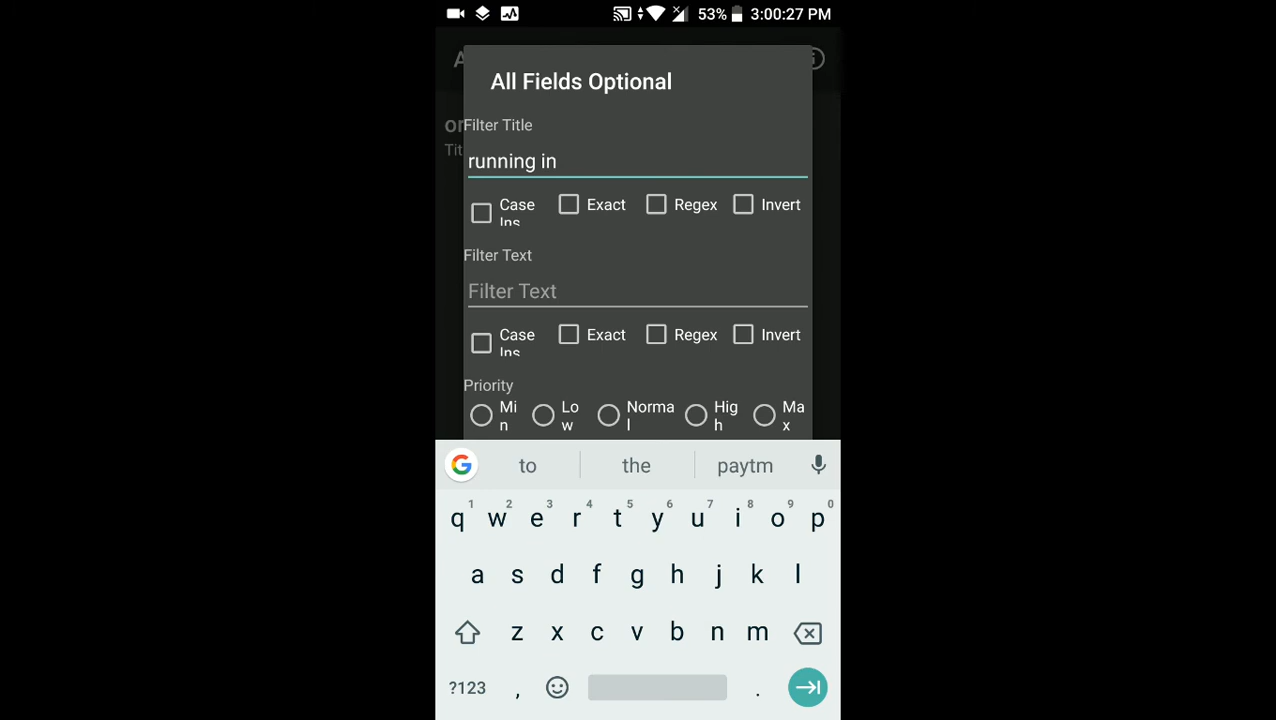 53% 3:00:27 PM
All Fields Optional
Filter Title
running in
Case Ins
Exact
Regex
Invert
Filter Text
Filter Text
Case Ins
Exact
Regex
Invert
Priority
Min
Low
Normal
High
Max
to the paytm
1 2 3 4 5 6 7 8 9 0
q w e r t y u i o p
a s d f g h j k l
z x c v b n m
?123 , .